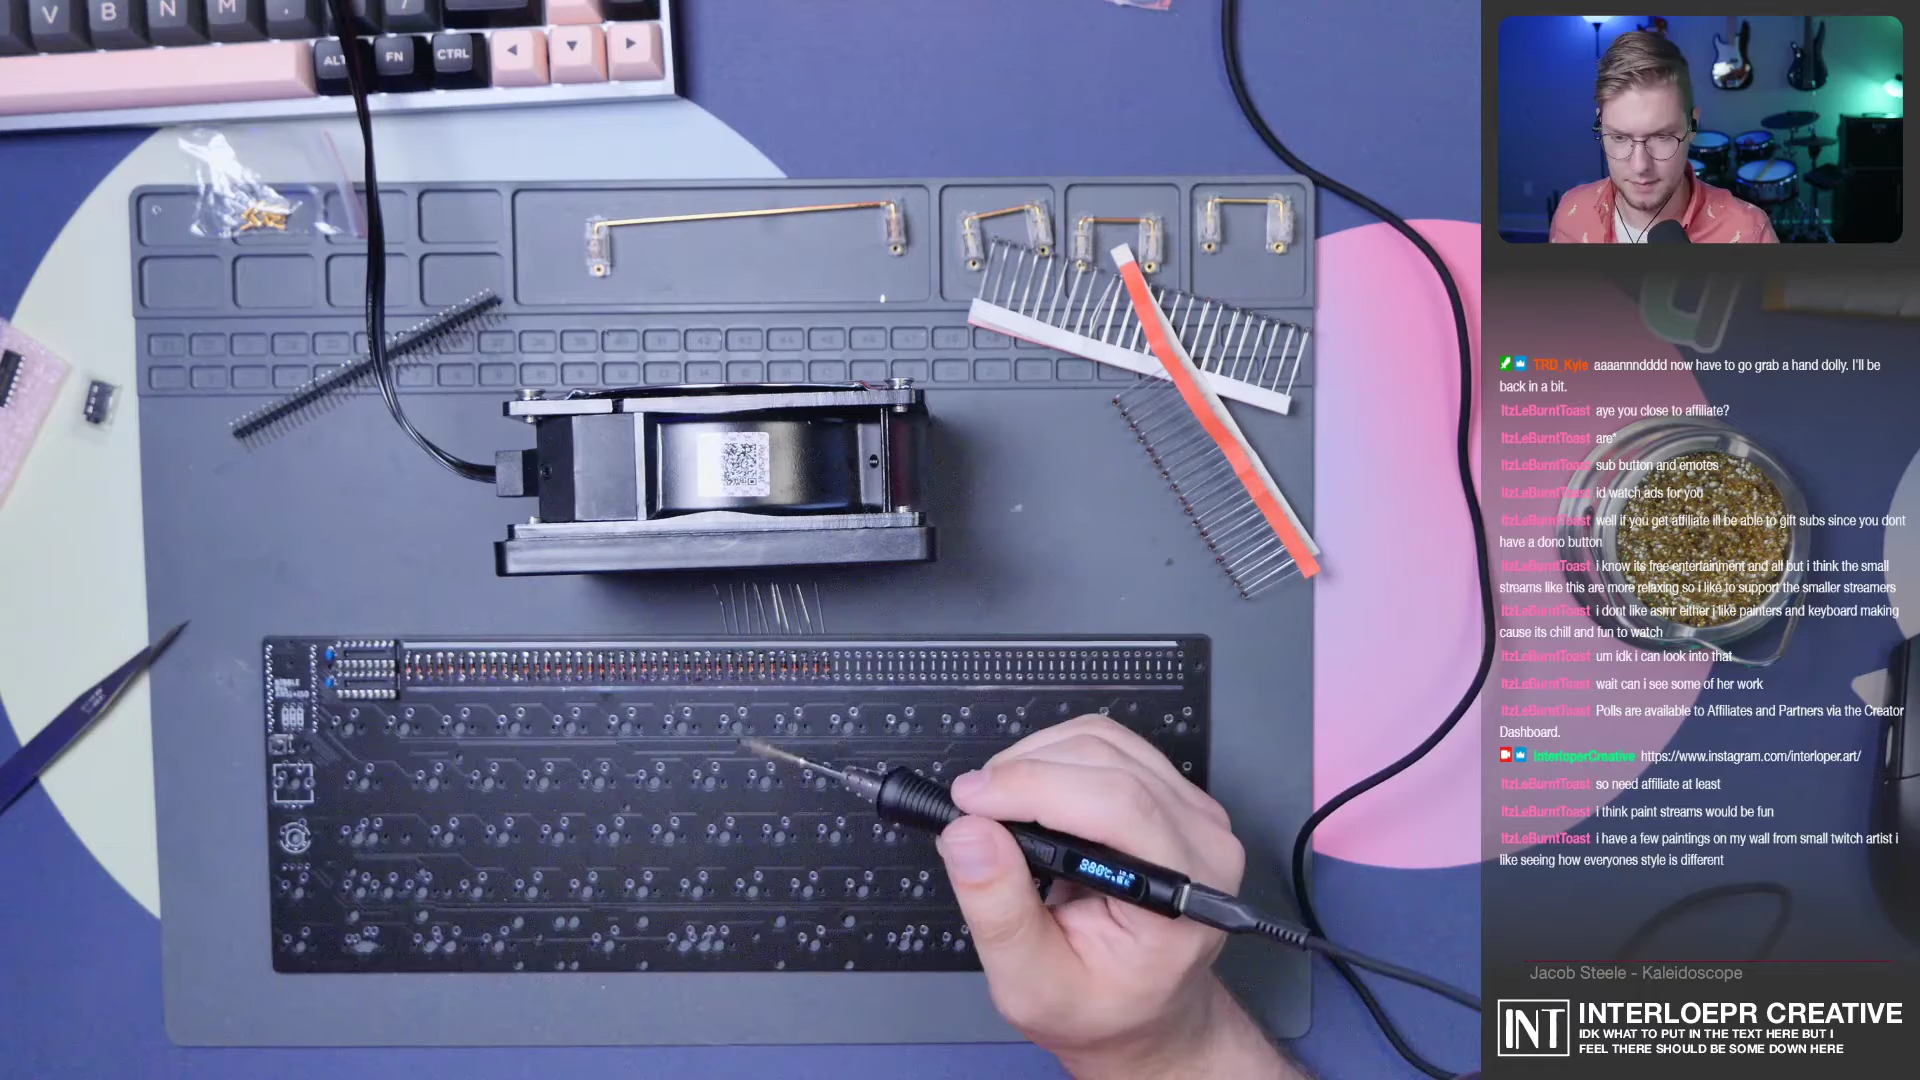 V B N M
ALT FN CTRL
TRD_Kyle aaaannndddd now have to go grab a hand dolly. I'll be
back in a bit.
ItzLeBurntToast aye you close to affiliate?
ItzLeBurntToast are*
ItzLeBurntToast sub button and emotes
ItzLeBurntToast id watch ads for you
ItzLeBurntToast well if you get affiliate ill be able to gift subs since you dont
have a dono button
ItzLeBurntToast i know its free entertainment and all but i think the small
streams like this are more relaxing so i like to support the smaller streamers
ItzLeBurntToast i dont like asmr either i like painters and keyboard making
cause its chill and fun to watch
ItzLeBurntToast um idk i can look into that
ItzLeBurntToast wait can i see some of her work
ItzLeBurntToast Polls are available to Affiliates and Partners via the Creator
Dashboard.
InterloperCreative https://www.instagram.com/interloper.art/
ItzLeBurntToast so need affiliate at least
ItzLeBurntToast i think paint streams would be fun
ItzLeBurntToast i have a few paintings on my wall from small twitch artist i
like seeing how everyones style is different
380°C
Jacob Steele - Kaleidoscope
INT
INTERLOEPR CREATIVE
IDK WHAT TO PUT IN THE TEXT HERE BUT I
FEEL THERE SHOULD BE SOME DOWN HERE